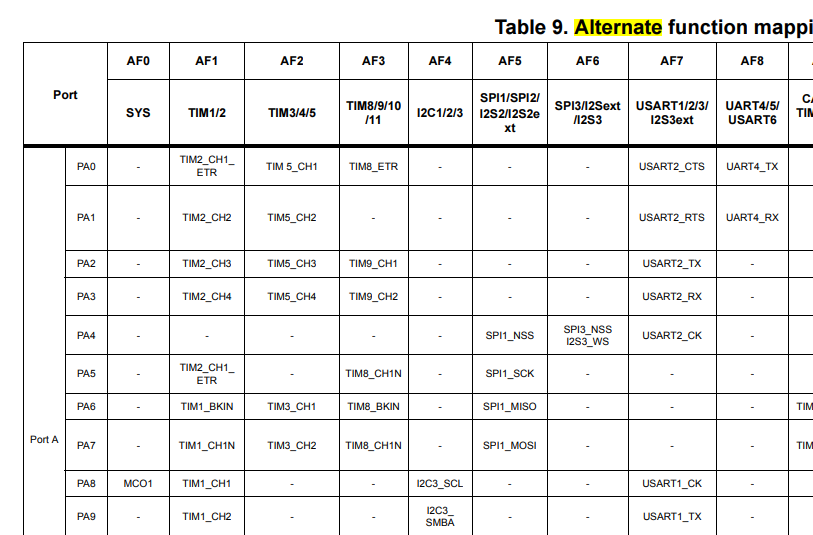 Table 9. Alternate function mappi
Port AF0 AF1 AF2 AF3 AF4 AF5 AF6 AF7 AF8
SYS TIM1/2 TIM3/4/5 TIM8/9/10/11 I2C1/2/3 SPI1/SPI2/I2S2/I2S2ext SPI3/I2Sext/I2S3 USART1/2/3/I2S3ext UART4/5/USART6 CA TIM
Port A
PA0 - TIM2_CH1_ETR TIM 5_CH1 TIM8_ETR - - - USART2_CTS UART4_TX
PA1 - TIM2_CH2 TIM5_CH2 - - - - USART2_RTS UART4_RX
PA2 - TIM2_CH3 TIM5_CH3 TIM9_CH1 - - - USART2_TX -
PA3 - TIM2_CH4 TIM5_CH4 TIM9_CH2 - - - USART2_RX -
PA4 - - - - - SPI1_NSS SPI3_NSS I2S3_WS USART2_CK -
PA5 - TIM2_CH1_ETR - TIM8_CH1N - SPI1_SCK - - -
PA6 - TIM1_BKIN TIM3_CH1 TIM8_BKIN - SPI1_MISO - - - TIM
PA7 - TIM1_CH1N TIM3_CH2 TIM8_CH1N - SPI1_MOSI - - - TIM
PA8 MCO1 TIM1_CH1 - - I2C3_SCL - - USART1_CK -
PA9 - TIM1_CH2 - - I2C3_SMBA - - USART1_TX -